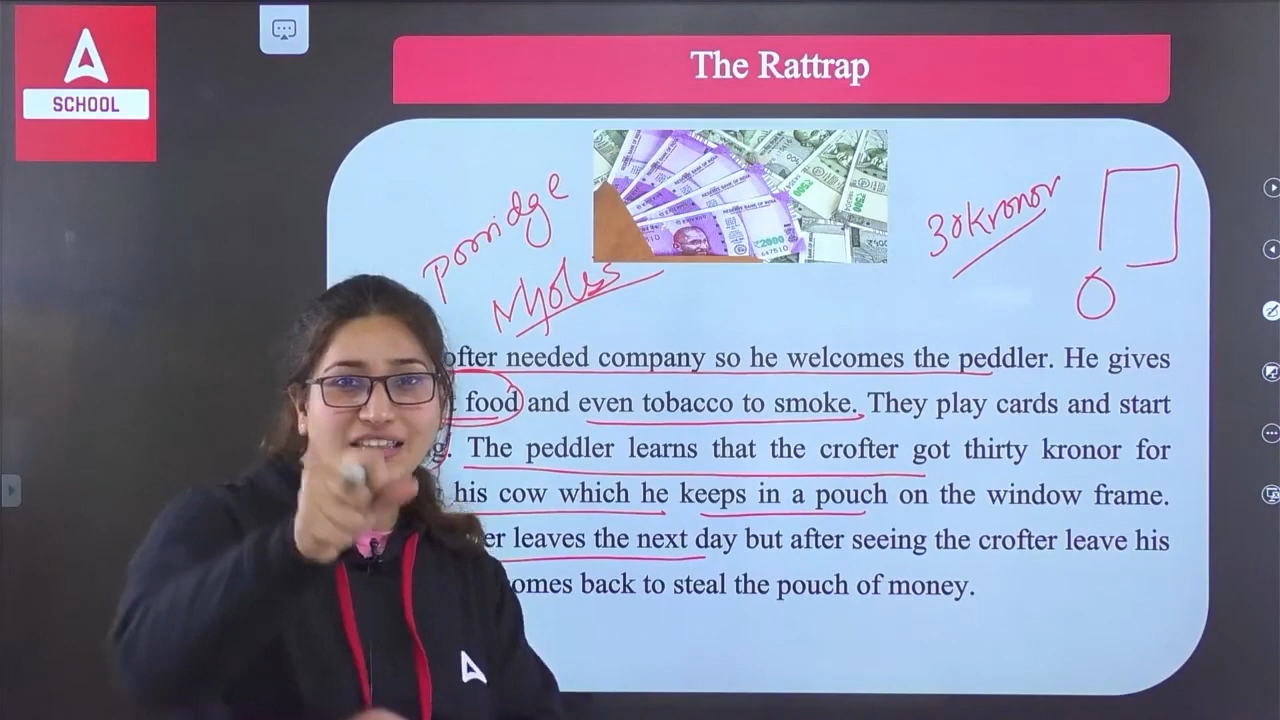 SCHOOL
The Rattrap
Porridge
30 Kronor
ofter needed company so he welcomes the peddler. He gives
food and even tobacco to smoke. They play cards and start
g. The peddler learns that the crofter got thirty kronor for
his cow which he keeps in a pouch on the window frame.
er leaves the next day but after seeing the crofter leave his
omes back to steal the pouch of money.